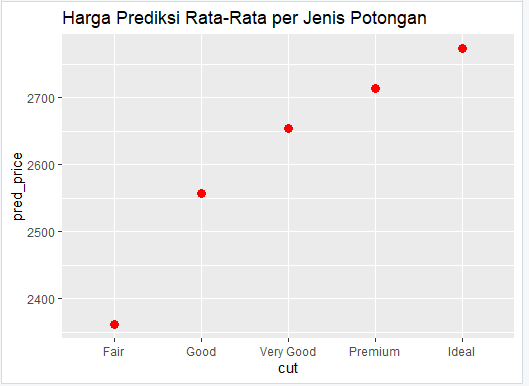 Harga Prediksi Rata-Rata per Jenis Potongan
pred_price
2700
2600
2500
2400
Fair Good Very Good Premium Ideal
cut